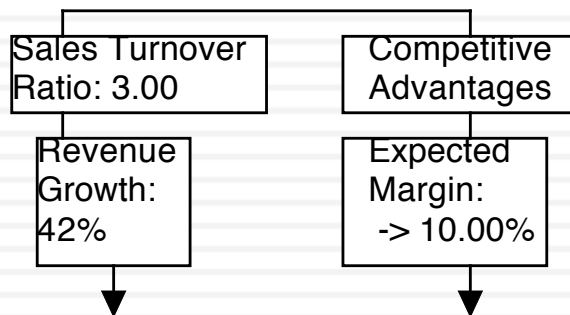 Sales Turnover
Ratio: 3.00
Competitive
Advantages
Revenue
Growth:
42%
Expected
Margin:
-> 10.00%